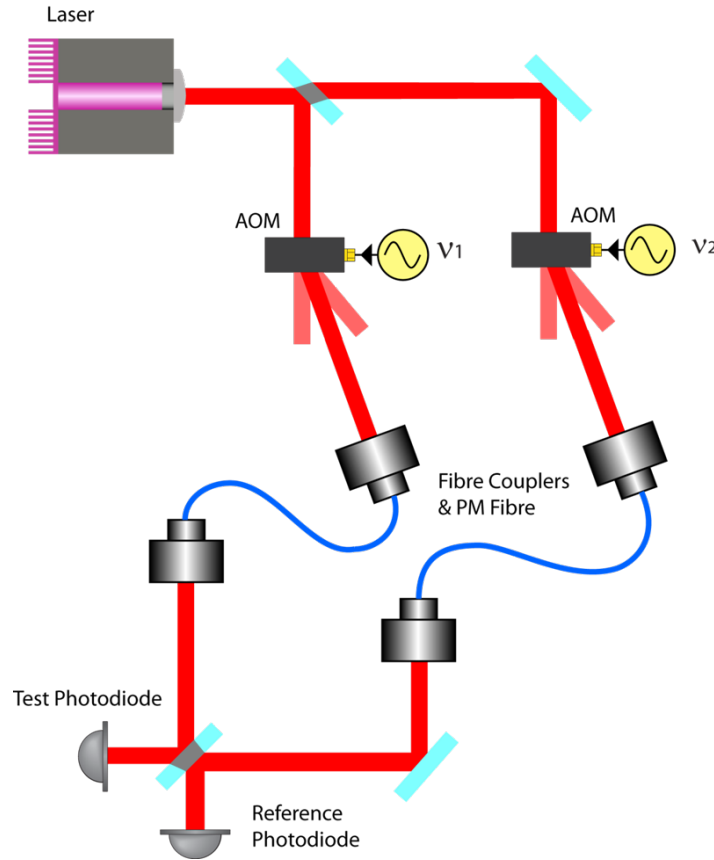 Laser
AOM
ν1
AOM
ν2
Fibre Couplers
& PM Fibre
Test Photodiode
Reference
Photodiode